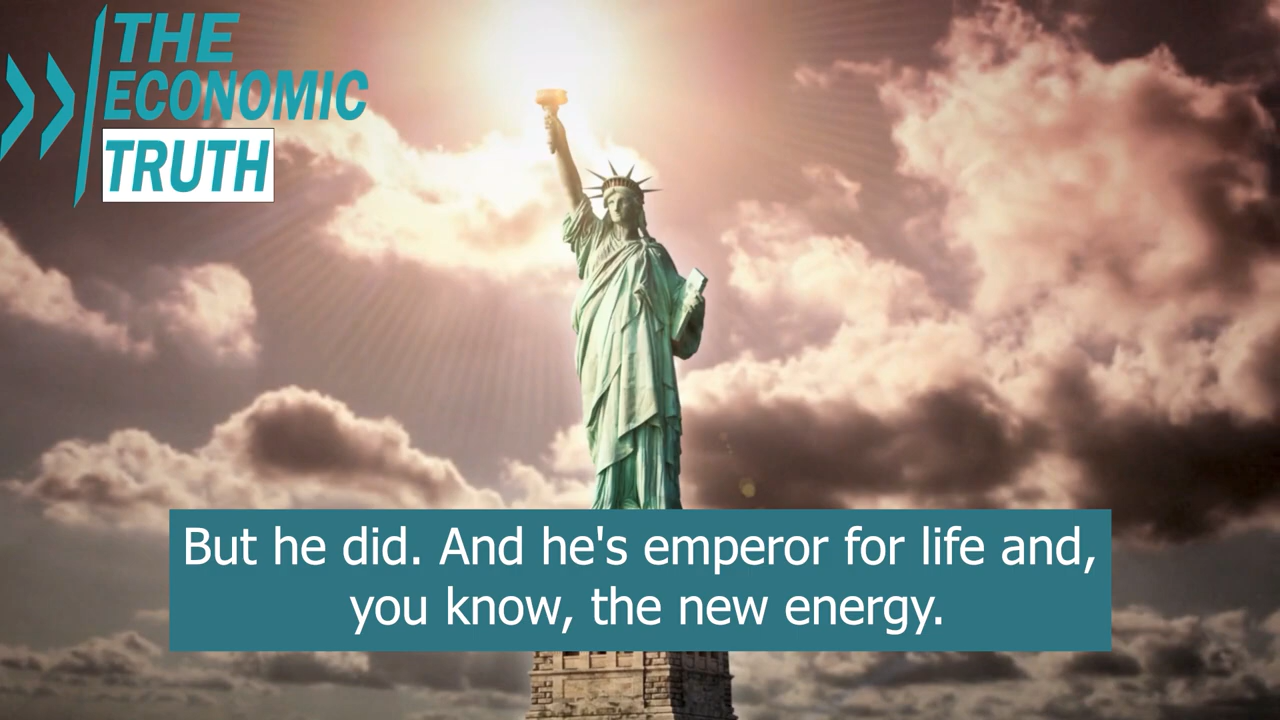 THE
ECONOMIC
TRUTH
But he did. And he's emperor for life and,
you know, the new energy.